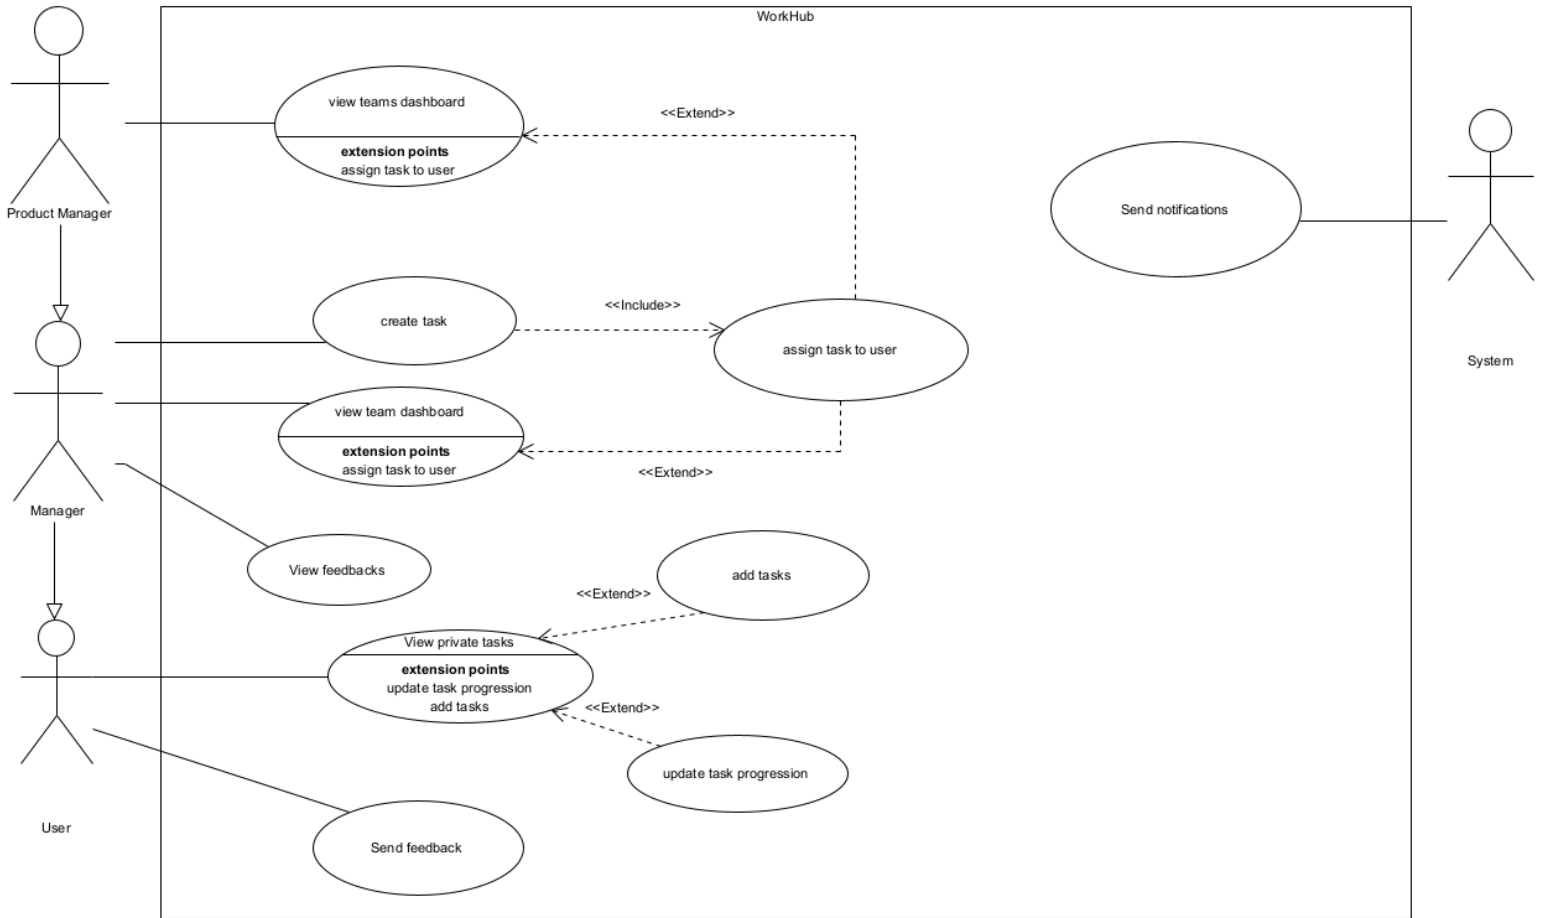 WorkHub
view teams dashboard
extension points
assign task to user
<<Extend>>
Send notifications
Product Manager
create task
<<Include>>
assign task to user
System
view team dashboard
extension points
assign task to user
<<Extend>>
Manager
View feedbacks
add tasks
<<Extend>>
View private tasks
extension points
update task progression
add tasks
<<Extend>>
update task progression
User
Send feedback